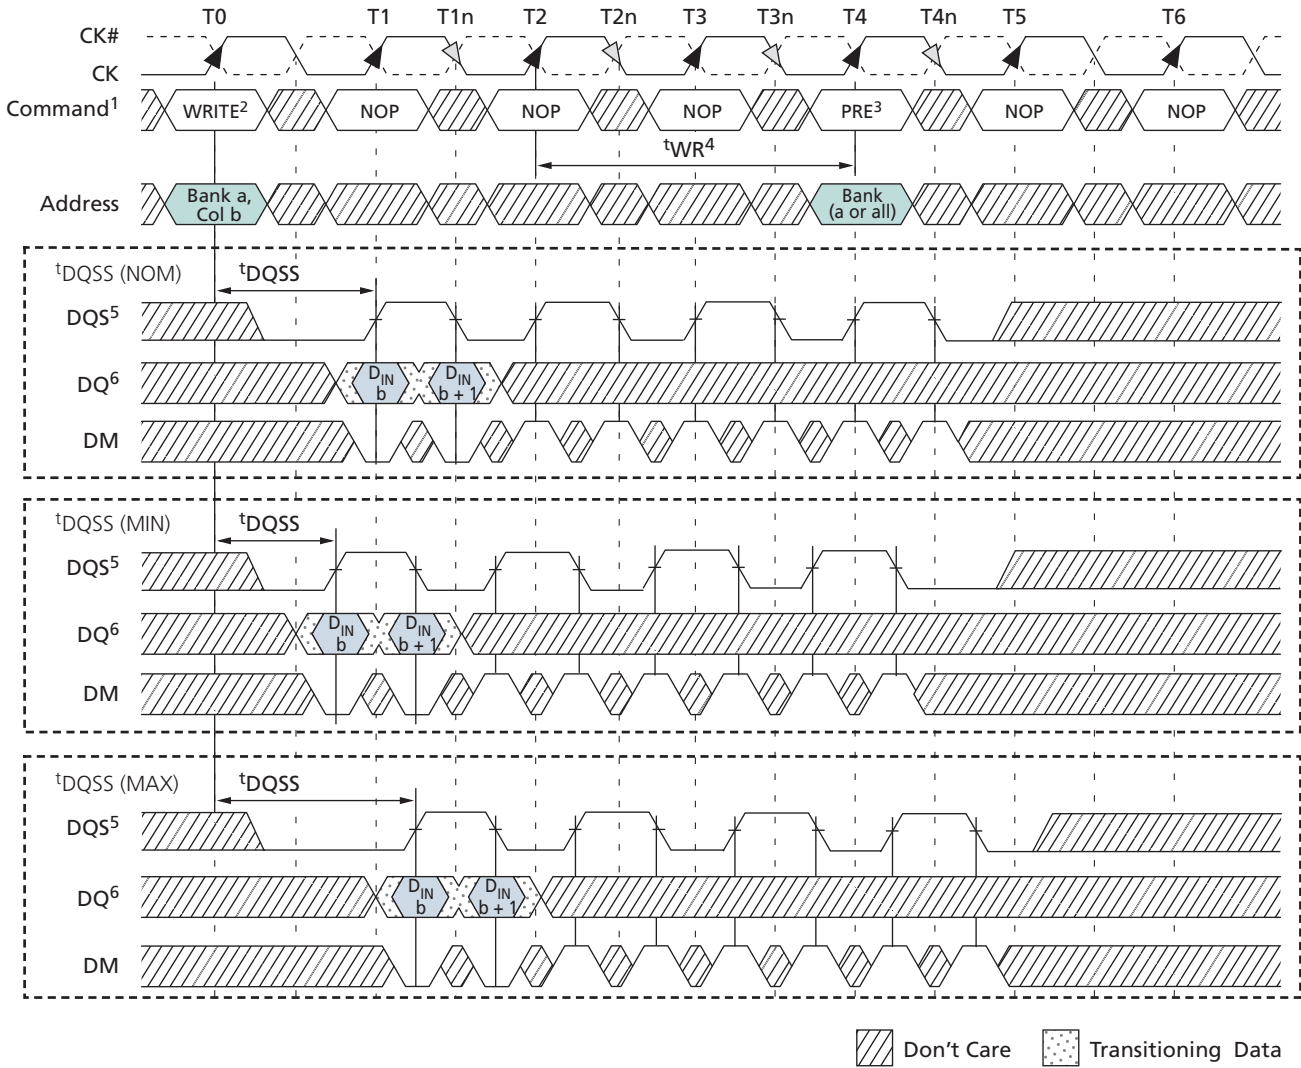 T0 T1 T1n T2 T2n T3 T3n T4 T4n T5 T6
CK#
CK
Command1 WRITE2 NOP NOP NOP PRE3 NOP NOP
tWR4
Address Bank a, Col b Bank (a or all)
tDQSS (NOM) tDQSS
DQS5
DQ6 DIN b DIN b + 1
DM
tDQSS (MIN) tDQSS
DQS5
DQ6 DIN b DIN b + 1
DM
tDQSS (MAX) tDQSS
DQS5
DQ6 DIN b DIN b + 1
DM
Don't Care Transitioning Data